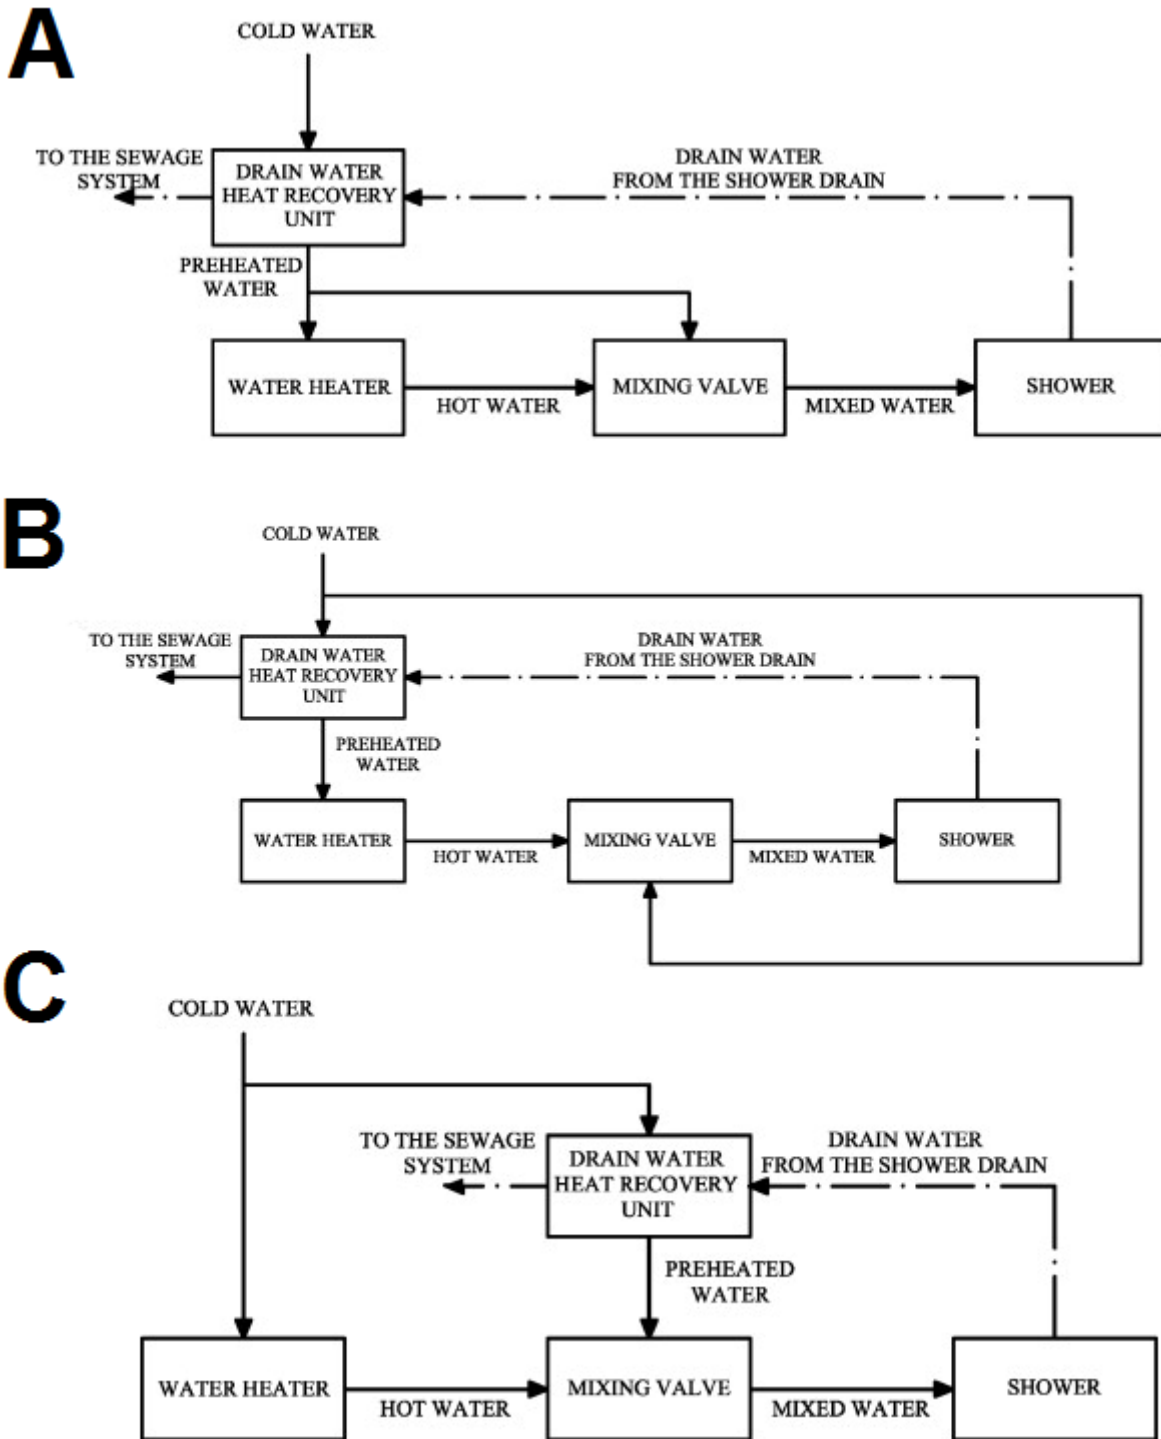 A
COLD WATER
TO THE SEWAGE
SYSTEM
DRAIN WATER
HEAT RECOVERY
UNIT
DRAIN WATER
FROM THE SHOWER DRAIN
PREHEATED
WATER
WATER HEATER
HOT WATER
MIXING VALVE
MIXED WATER
SHOWER
B
COLD WATER
TO THE SEWAGE
SYSTEM
DRAIN WATER
HEAT RECOVERY
UNIT
DRAIN WATER
FROM THE SHOWER DRAIN
PREHEATED
WATER
WATER HEATER
HOT WATER
MIXING VALVE
MIXED WATER
SHOWER
C
COLD WATER
TO THE SEWAGE
SYSTEM
DRAIN WATER
HEAT RECOVERY
UNIT
DRAIN WATER
FROM THE SHOWER DRAIN
PREHEATED
WATER
WATER HEATER
HOT WATER
MIXING VALVE
MIXED WATER
SHOWER